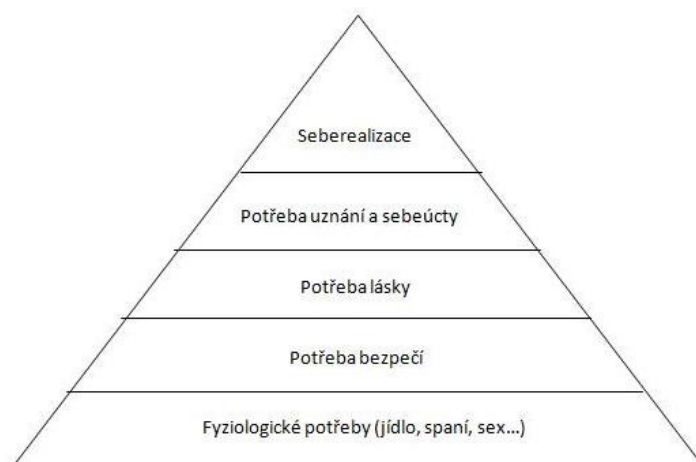 Seberealizace
Potřeba uznání a sebeúcty
Potřeba lásky
Potřeba bezpečí
Fyziologické potřeby (jídlo, spaní, sex...)